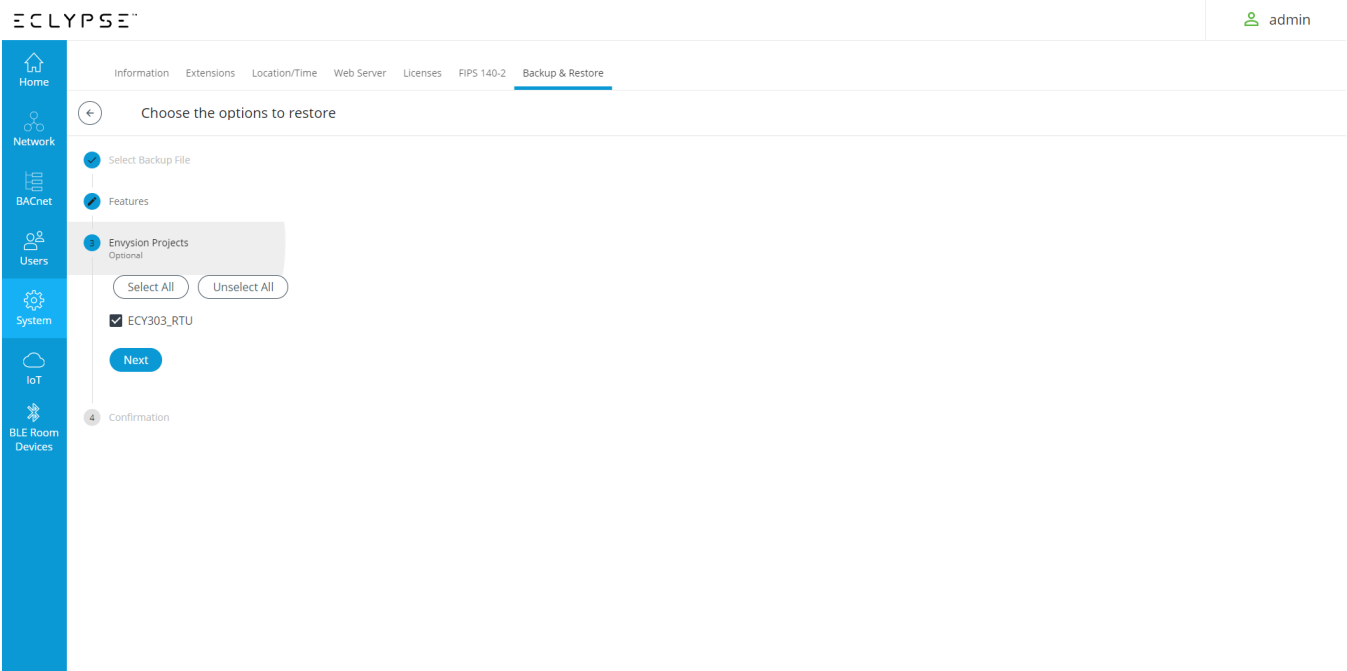 ECLYPSE™
admin
Home
Network
BACnet
Users
System
IoT
BLE Room
Devices
Information Extensions Location/Time Web Server Licenses FIPS 140-2 Backup & Restore
Choose the options to restore
Select Backup File
Features
3 Envysion Projects
Optional
Select All Unselect All
ECY303_RTU
Next
4 Confirmation